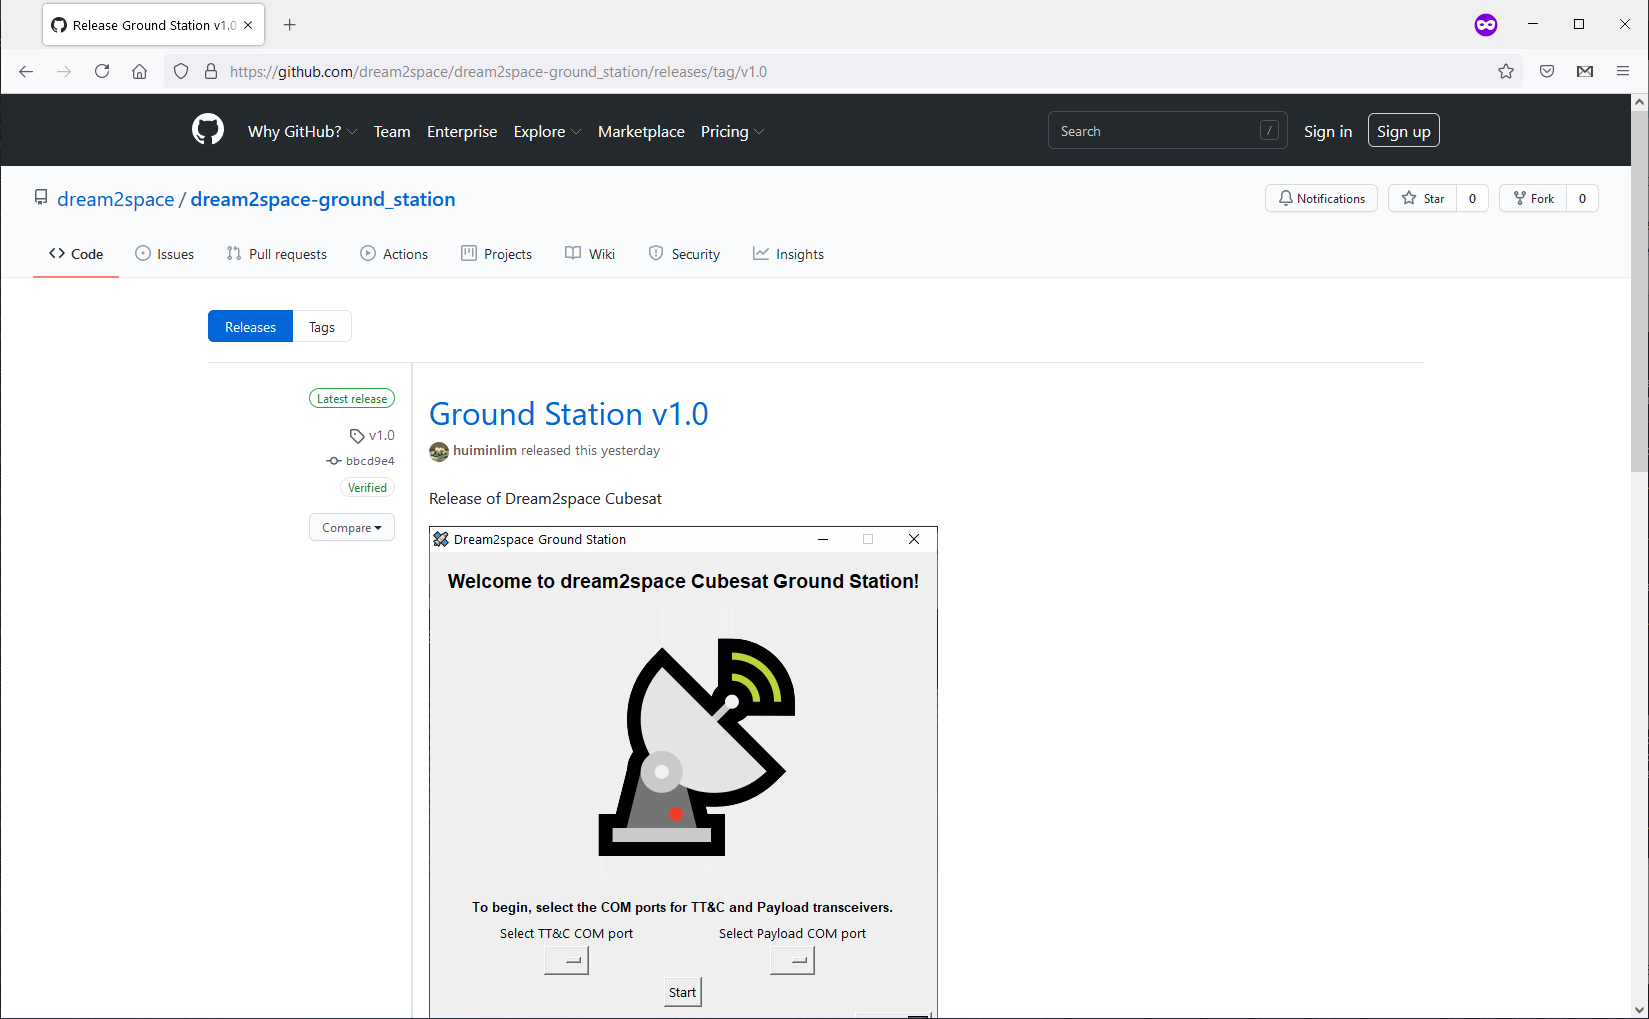 Release Ground Station v1.0
https://github.com/dream2space/dream2space-ground_station/releases/tag/v1.0
Why GitHub? Team Enterprise Explore Marketplace Pricing Search / Sign in Sign up
dream2space / dream2space-ground_station Notifications Star 0 Fork 0
Code Issues Pull requests Actions Projects Wiki Security Insights
Releases Tags
Latest release
v1.0
bbcd9e4
Verified
Compare
Ground Station v1.0
huiminlim released this yesterday
Release of Dream2space Cubesat
Dream2space Ground Station
Welcome to dream2space Cubesat Ground Station!
To begin, select the COM ports for TT&C and Payload transceivers.
Select TT&C COM port Select Payload COM port
Start